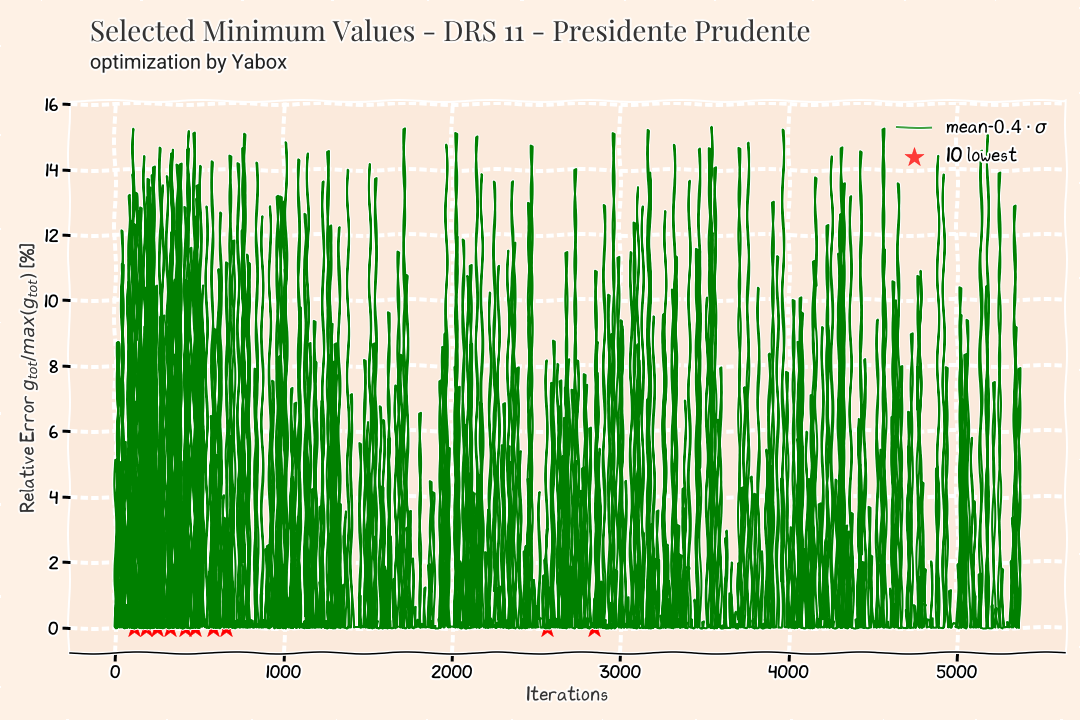 Selected Minimum Values - DRS 11 - Presidente Prudente
optimization by Yabox
mean-0.4 · σ
10 lowest
Relative Error g_tot/max(g_tot) [%]
16
14
12
10
8
6
4
2
0
0 1000 2000 3000 4000 5000
Iterations